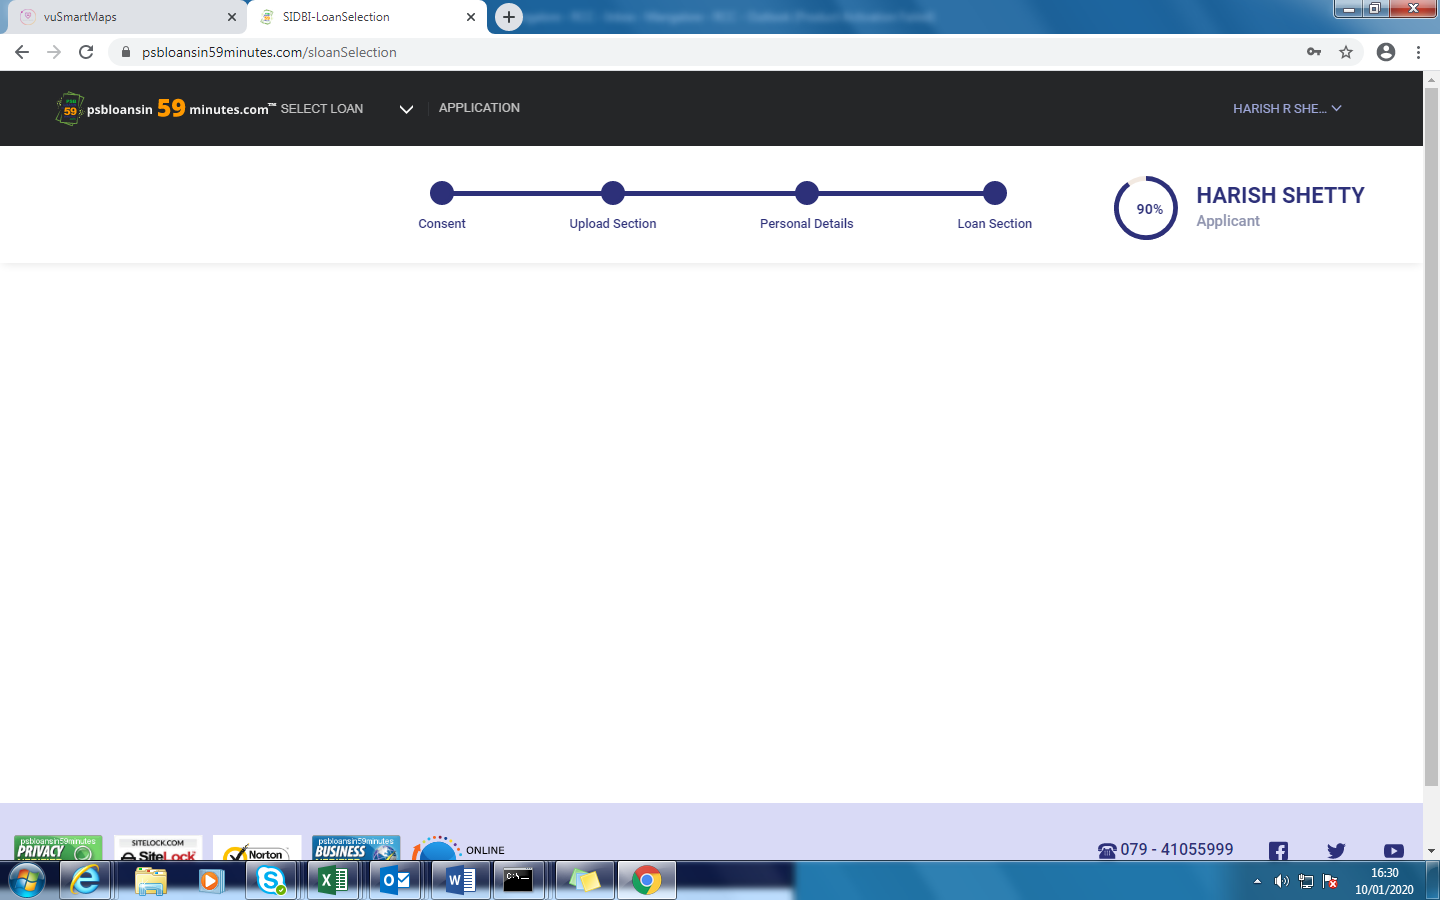 vuSmartMaps
SIDBI-LoanSelection
psbloansin59minutes.com/sloanSelection
PSB
59
psbloansin 59 minutes.com™
SELECT LOAN
APPLICATION
HARISH R SHE...
Consent
Upload Section
Personal Details
Loan Section
90%
HARISH SHETTY
Applicant
psbloansin59minutes
PRIVACY
SITELOCK.COM
SiteLock
Norton
psbloansin59minutes
BUSINESS
ONLINE
079 - 41055999
C:\_
16:30
10/01/2020